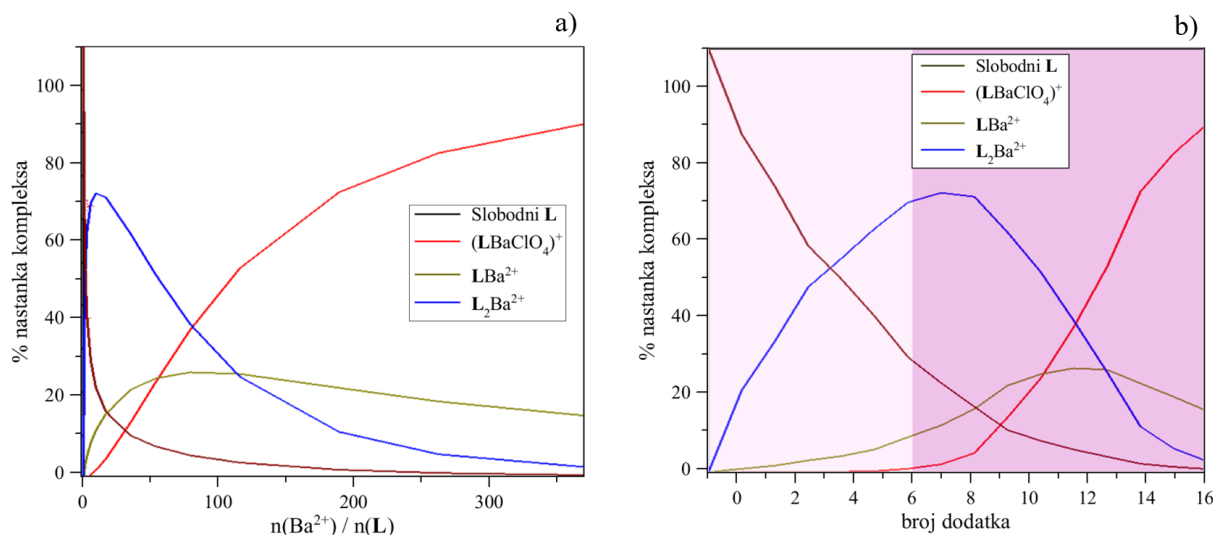 a)
% nastanka kompleksa
100
80
60
40
20
0
Slobodni L
(LBaClO₄)⁺
LBa²⁺
L₂Ba²⁺
0 100 200 300
n(Ba²⁺) / n(L)
b)
% nastanka kompleksa
100
80
60
40
20
0
Slobodni L
(LBaClO₄)⁺
LBa²⁺
L₂Ba²⁺
0 2 4 6 8 10 12 14 16
broj dodatka